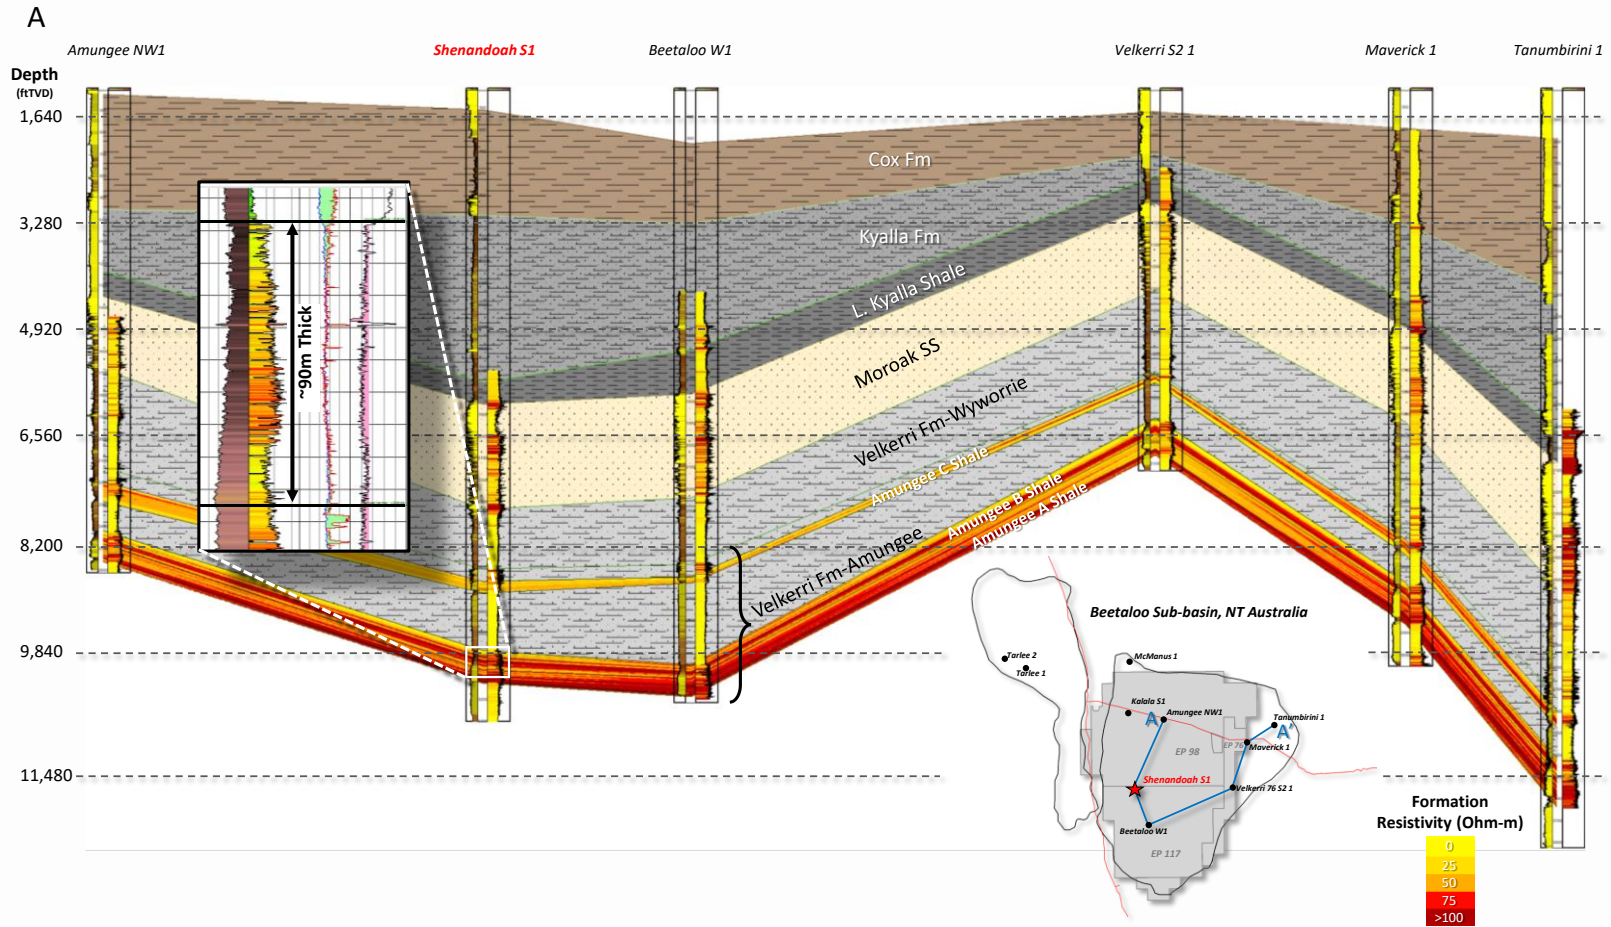 A
Amungee NW1
Shenandoah S1
Beetaloo W1
Velkerri S2 1
Maverick 1
Tanumbirini 1
Depth
(ftTVD)
1,640
3,280
4,920
6,560
8,200
9,840
11,480
~90m Thick
Cox Fm
Kyalla Fm
L. Kyalla Shale
Moroak SS
Velkerri Fm-Wyworrie
Amungee C Shale
Velkerri Fm-Amungee
Amungee B Shale
Amungee A Shale
Beetaloo Sub-basin, NT Australia
Tarlee 2
Tarlee 1
McManus 1
Kalala S1
A
Amungee NW1
Tanumbirini 1
A'
EP 76
Maverick 1
EP 98
Shenandoah S1
Velkerri 76 S2 1
Beetaloo W1
EP 117
Formation
Resistivity (Ohm-m)
0
25
50
75
>100